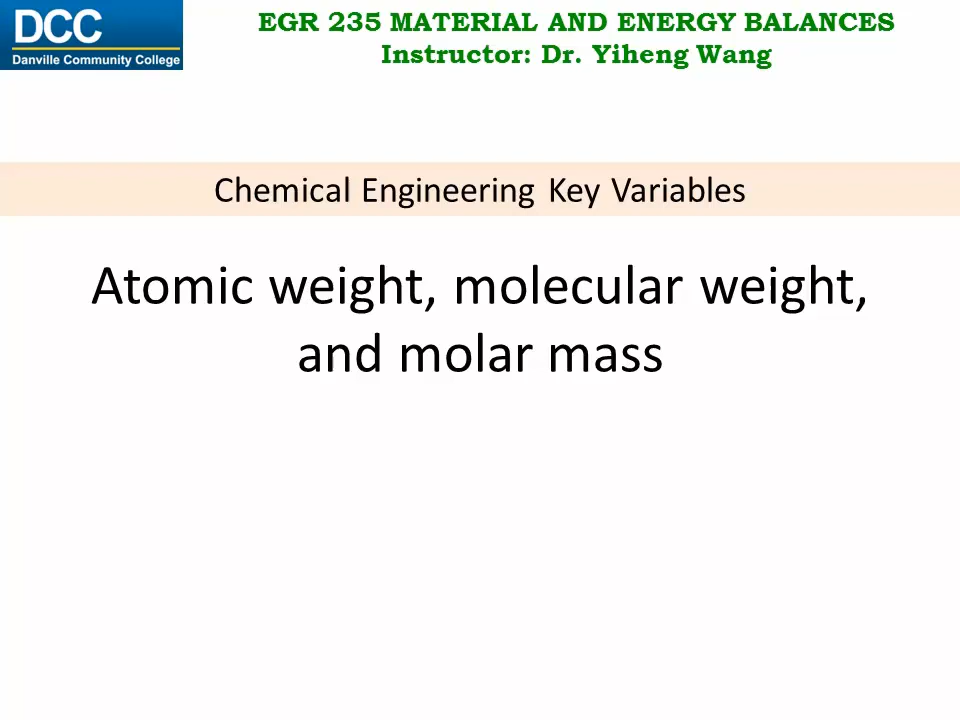 DCC
Danville Community College
EGR 235 MATERIAL AND ENERGY BALANCES
Instructor: Dr. Yiheng Wang
Chemical Engineering Key Variables
Atomic weight, molecular weight,
and molar mass